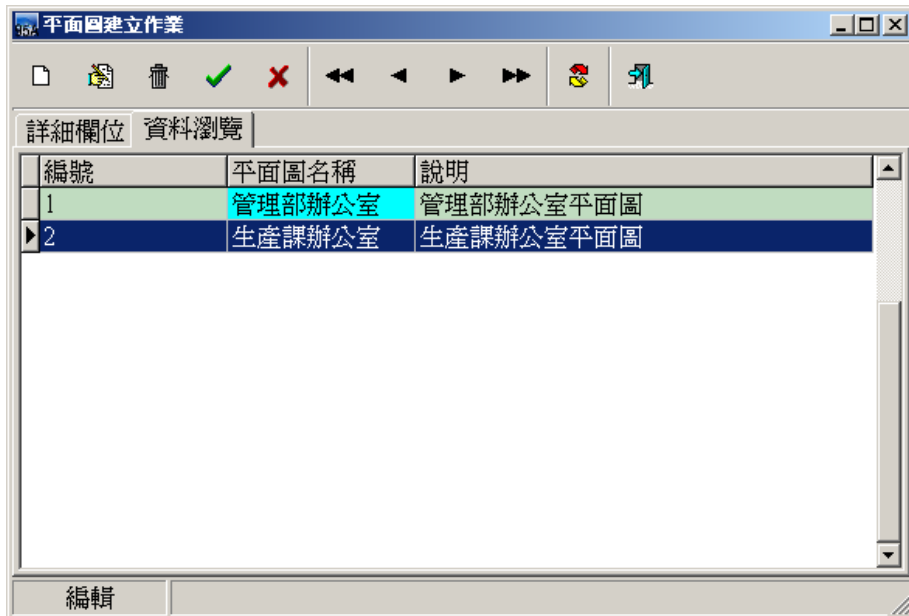 平面圖建立作業
詳細欄位 資料瀏覽
編號 平面圖名稱 說明
1 管理部辦公室 管理部辦公室平面圖
2 生產課辦公室 生產課辦公室平面圖
編輯